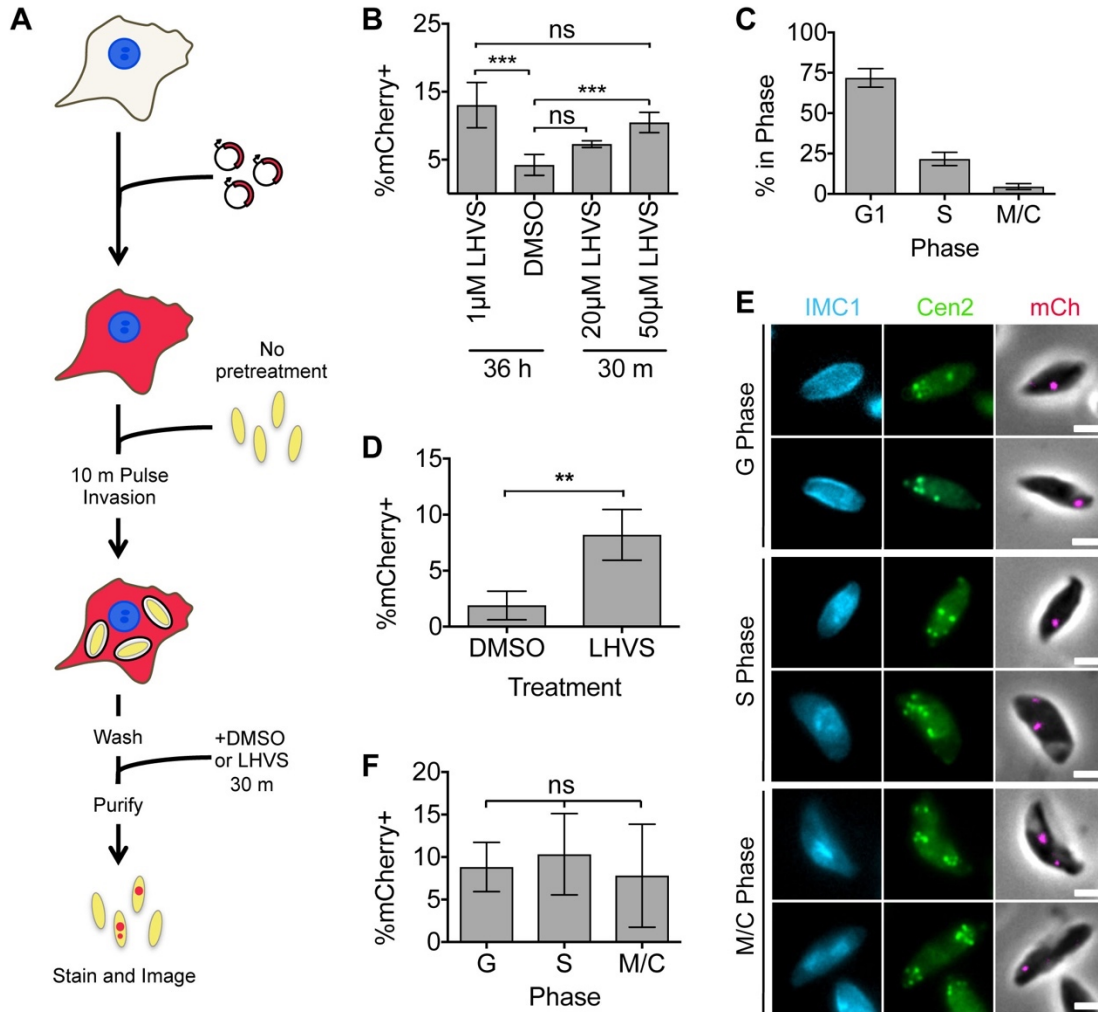 A
No
pretreatment
10 m Pulse
Invasion
Wash
+DMSO
or LHVS
30 m
Purify
Stain and Image
B
ns
***
***
ns
25
15
5
%mCherry+
1µM LHVS
DMSO
20µM LHVS
50µM LHVS
36 h
30 m
C
100
75
50
25
0
% in Phase
G1
S
M/C
Phase
D
**
15
10
5
0
%mCherry+
DMSO
LHVS
Treatment
E
IMC1
Cen2
mCh
G Phase
S Phase
M/C Phase
F
ns
20
15
10
5
0
%mCherry+
G
S
M/C
Phase